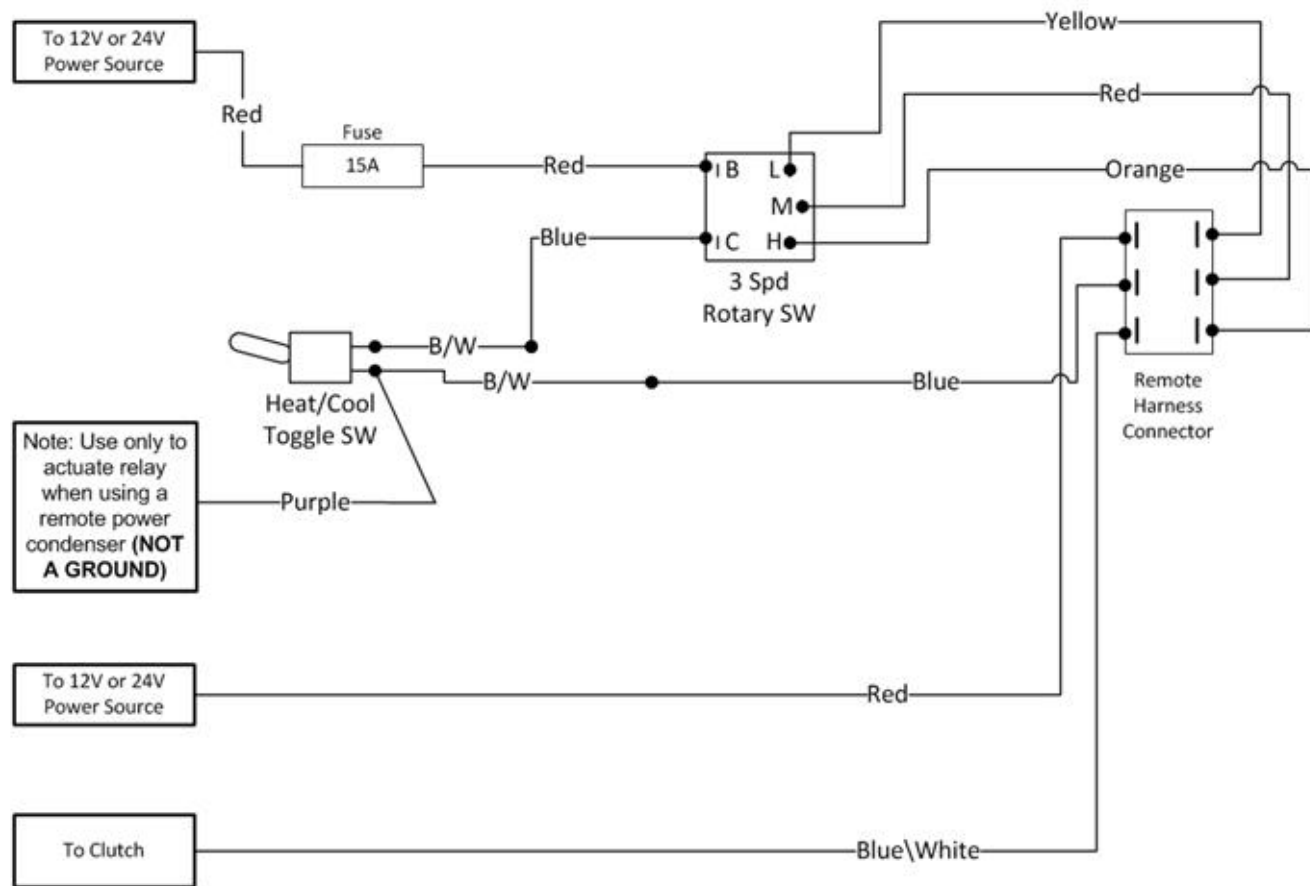 To 12V or 24V
Power Source
Red
Fuse
15A
Red
Yellow
Red
Orange
I B
L
M
I C
H
3 Spd
Rotary SW
Blue
B/W
B/W
Blue
Heat/Cool
Toggle SW
Remote
Harness
Connector
Note: Use only to
actuate relay
when using a
remote power
condenser (NOT
A GROUND)
Purple
To 12V or 24V
Power Source
Red
To Clutch
Blue\White